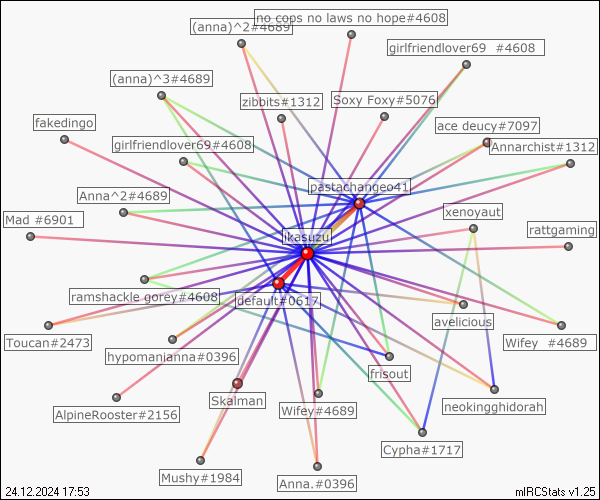 no cops no laws no hope#4608
(anna)^2#4689
girlfriendlover69 #4608
(anna)^3#4689
zibbits#1312
Soxy Foxy#5076
fakedingo
ace deucy#7097
girlfriendlover69#4608
Annarchist#1312
pastachangeo41
Anna^2#4689
xenoyaut
Mad #6901
ikasuzu
rattgaming
ramshackle gorey#4608
default#0617
avelicious
Toucan#2473
Wifey #4689
hypomanianna#0396
frisout
Skalman
neokingghidorah
AlpineRooster#2156
Wifey#4689
Cypha#1717
Mushy#1984
Anna.#0396
24.12.2024 17:53
mIRCStats v1.25